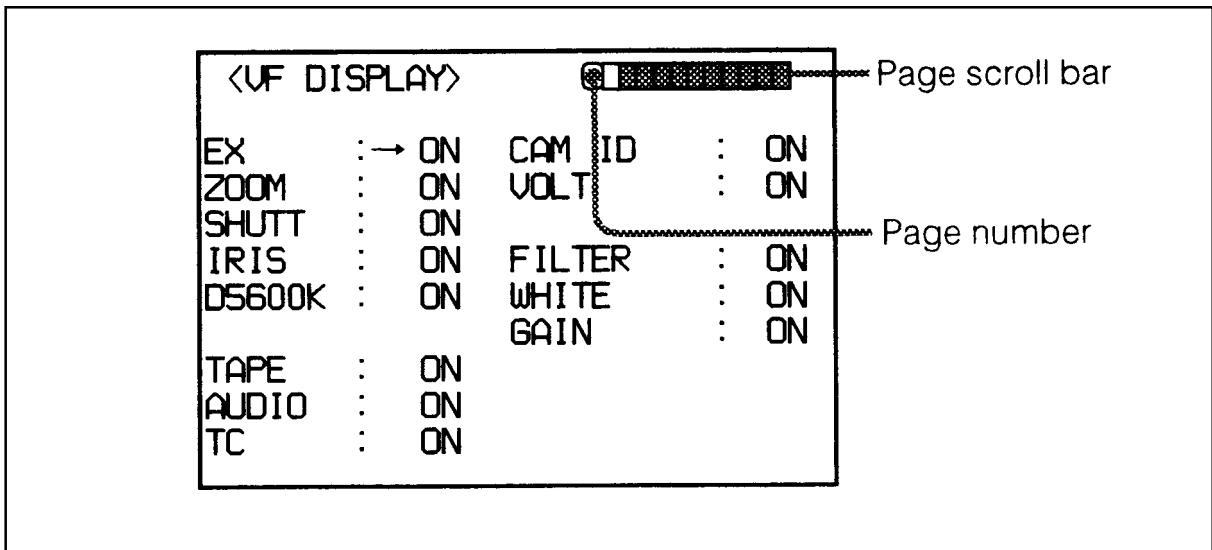 <VF DISPLAY>
Page scroll bar
EX :→ ON CAM ID : ON
ZOOM : ON VOLT : ON
SHUTT : ON
Page number
IRIS : ON FILTER : ON
D5600K : ON WHITE : ON
GAIN : ON
TAPE : ON
AUDIO : ON
TC : ON